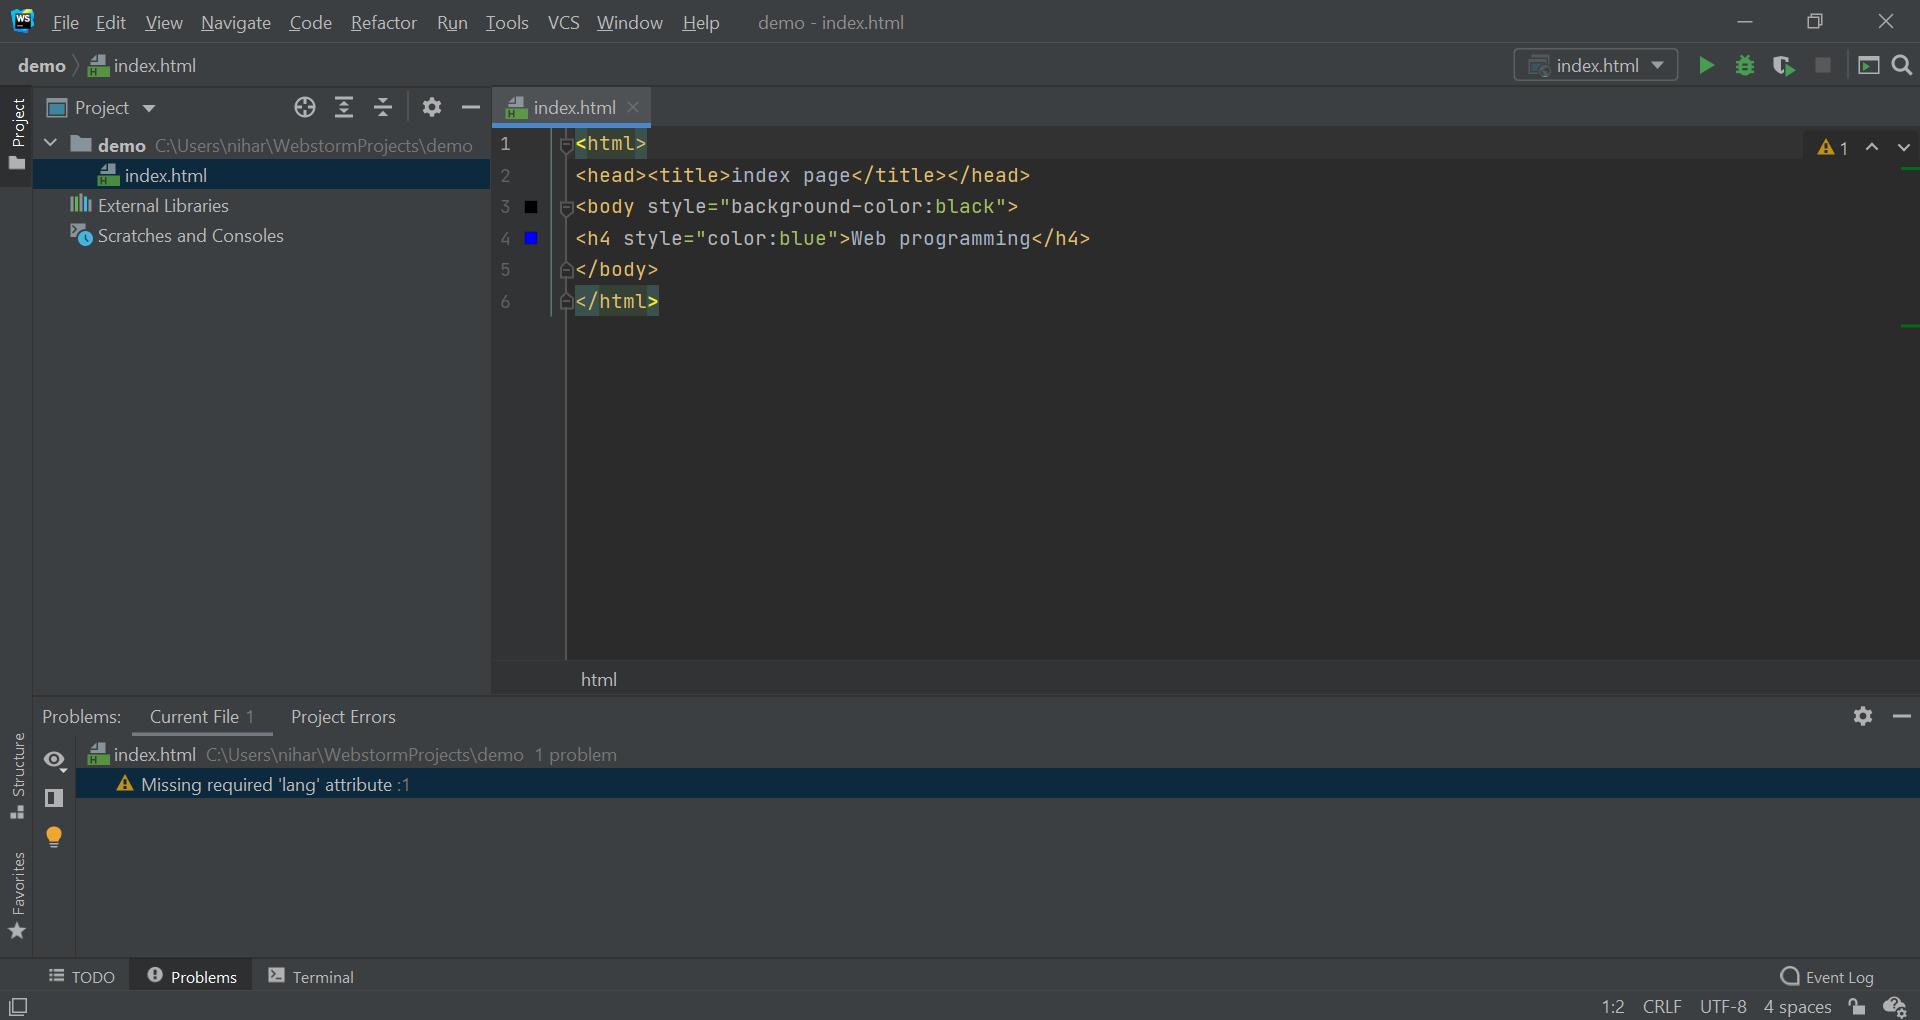 WS File Edit View Navigate Code Refactor Run Tools VCS Window Help demo - index.html
demo index.html index.html
Project
Project
index.html
demo C:\Users\nihar\WebstormProjects\demo
index.html
External Libraries
Scratches and Consoles
1 <html>
2 <head><title>index page</title></head>
3 <body style="background-color:black">
4 <h4 style="color:blue">Web programming</h4>
5 </body>
6 </html>
1
html
Problems: Current File 1 Project Errors
index.html C:\Users\nihar\WebstormProjects\demo 1 problem
Missing required 'lang' attribute :1
Structure
Favorites
TODO Problems Terminal Event Log
1:2 CRLF UTF-8 4 spaces